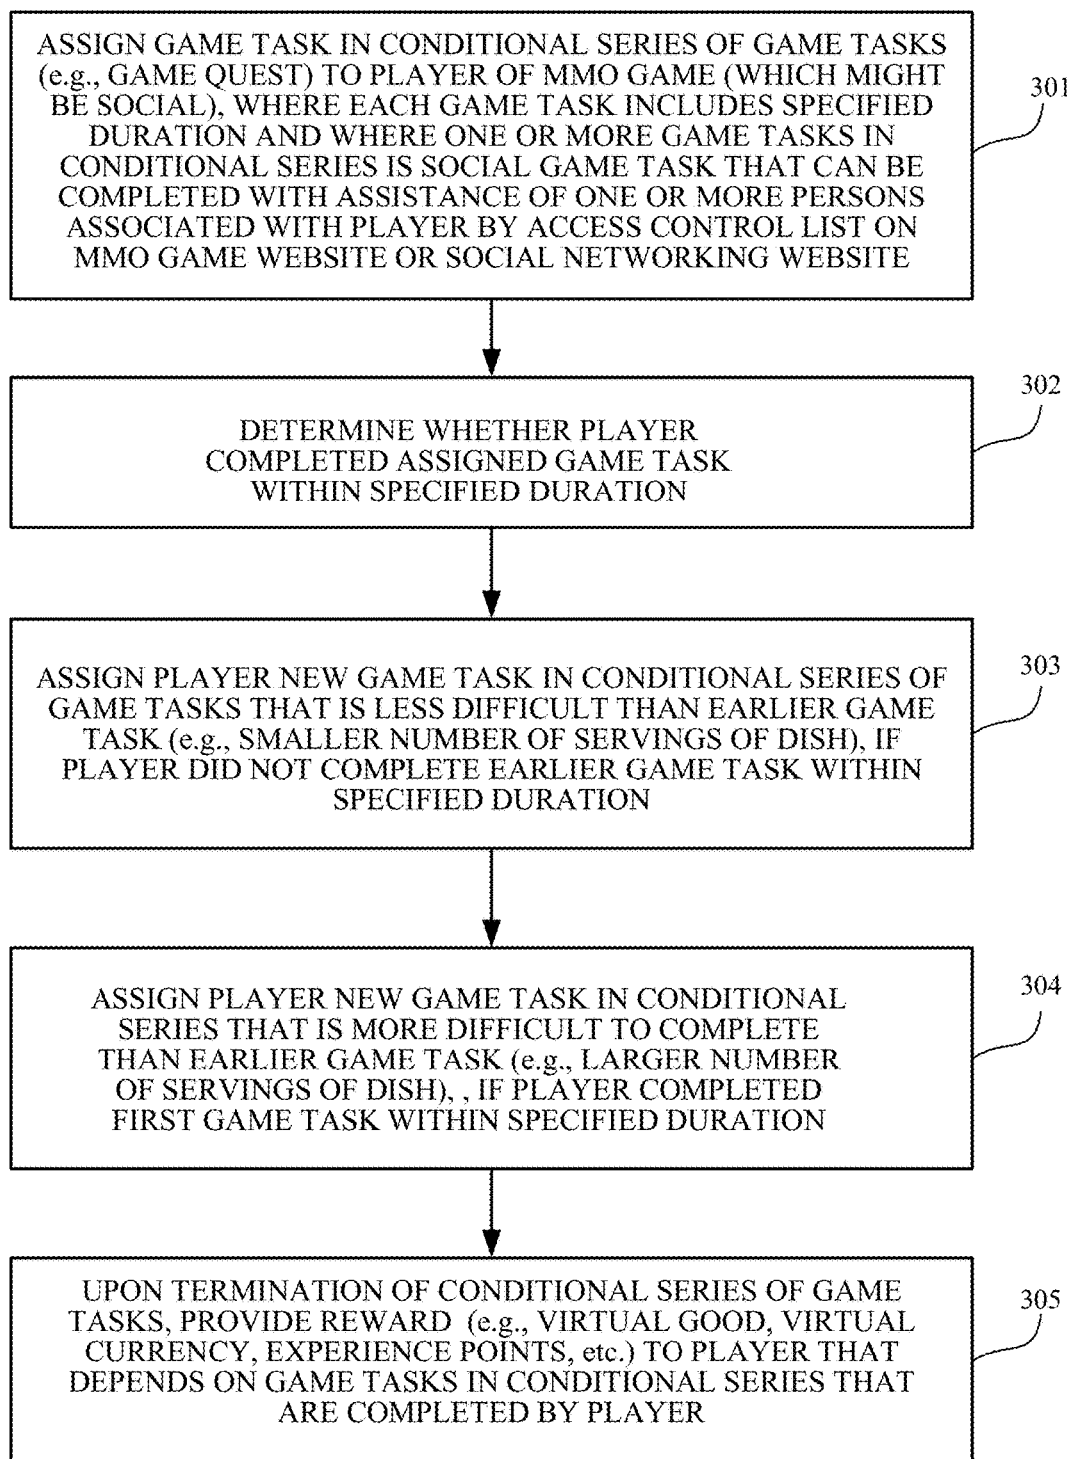 ASSIGN GAME TASK IN CONDITIONAL SERIES OF GAME TASKS
(e.g., GAME QUEST) TO PLAYER OF MMO GAME (WHICH MIGHT
BE SOCIAL), WHERE EACH GAME TASK INCLUDES SPECIFIED
DURATION AND WHERE ONE OR MORE GAME TASKS IN
CONDITIONAL SERIES IS SOCIAL GAME TASK THAT CAN BE
COMPLETED WITH ASSISTANCE OF ONE OR MORE PERSONS
ASSOCIATED WITH PLAYER BY ACCESS CONTROL LIST ON
MMO GAME WEBSITE OR SOCIAL NETWORKING WEBSITE
301
DETERMINE WHETHER PLAYER
COMPLETED ASSIGNED GAME TASK
WITHIN SPECIFIED DURATION
302
ASSIGN PLAYER NEW GAME TASK IN CONDITIONAL SERIES OF
GAME TASKS THAT IS LESS DIFFICULT THAN EARLIER GAME
TASK (e.g., SMALLER NUMBER OF SERVINGS OF DISH), IF
PLAYER DID NOT COMPLETE EARLIER GAME TASK WITHIN
SPECIFIED DURATION
303
ASSIGN PLAYER NEW GAME TASK IN CONDITIONAL
SERIES THAT IS MORE DIFFICULT TO COMPLETE
THAN EARLIER GAME TASK (e.g., LARGER NUMBER
OF SERVINGS OF DISH), , IF PLAYER COMPLETED
FIRST GAME TASK WITHIN SPECIFIED DURATION
304
UPON TERMINATION OF CONDITIONAL SERIES OF GAME
TASKS, PROVIDE REWARD (e.g., VIRTUAL GOOD, VIRTUAL
CURRENCY, EXPERIENCE POINTS, etc.) TO PLAYER THAT
DEPENDS ON GAME TASKS IN CONDITIONAL SERIES THAT
ARE COMPLETED BY PLAYER
305